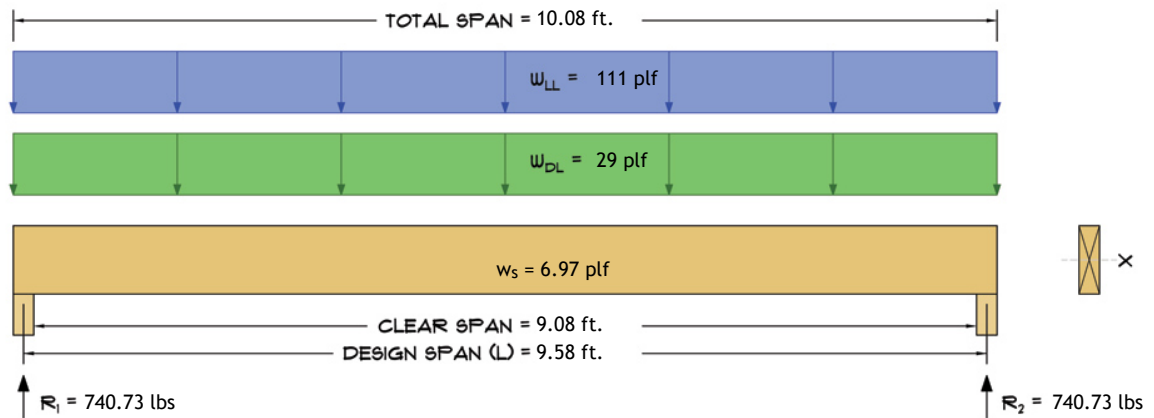 TOTAL SPAN = 10.08 ft.
WLL = 111 plf
WDL = 29 plf
ws = 6.97 plf
X
CLEAR SPAN = 9.08 ft.
DESIGN SPAN (L) = 9.58 ft.
R1 = 740.73 lbs
R2 = 740.73 lbs